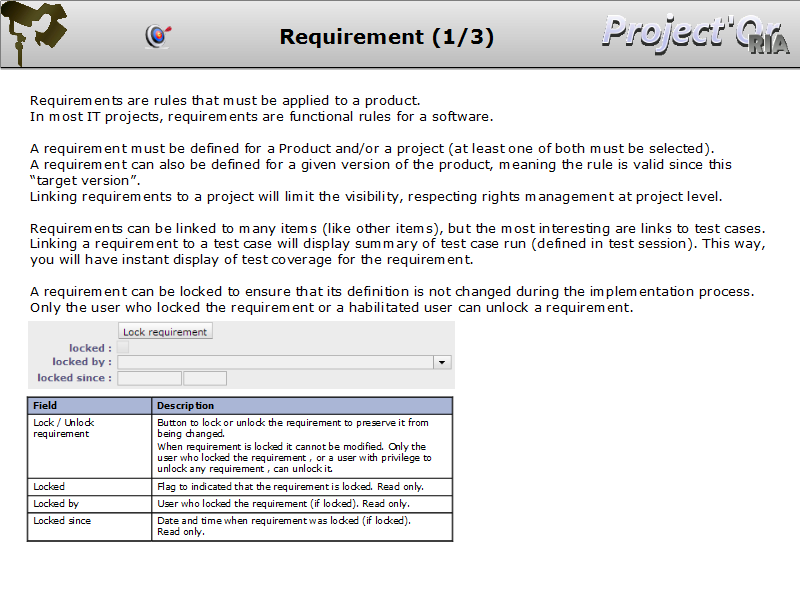 Requirement (1/3)
Project'Or
RIA
Requirements are rules that must be applied to a product.
In most IT projects, requirements are functional rules for a software.
A requirement must be defined for a Product and/or a project (at least one of both must be selected).
A requirement can also be defined for a given version of the product, meaning the rule is valid since this
“target version”.
Linking requirements to a project will limit the visibility, respecting rights management at project level.
Requirements can be linked to many items (like other items), but the most interesting are links to test cases.
Linking a requirement to a test case will display summary of test case run (defined in test session). This way,
you will have instant display of test coverage for the requirement.
A requirement can be locked to ensure that its definition is not changed during the implementation process.
Only the user who locked the requirement or a habilitated user can unlock a requirement.
Lock requirement
locked :
locked by :
locked since :
Field Description
Lock / Unlock
requirement
Button to lock or unlock the requirement to preserve it from
being changed.
When requirement is locked it cannot be modified. Only the
user who locked the requirement , or a user with privilege to
unlock any requirement , can unlock it.
Locked Flag to indicated that the requirement is locked. Read only.
Locked by User who locked the requirement (if locked). Read only.
Locked since Date and time when requirement was locked (if locked).
Read only.